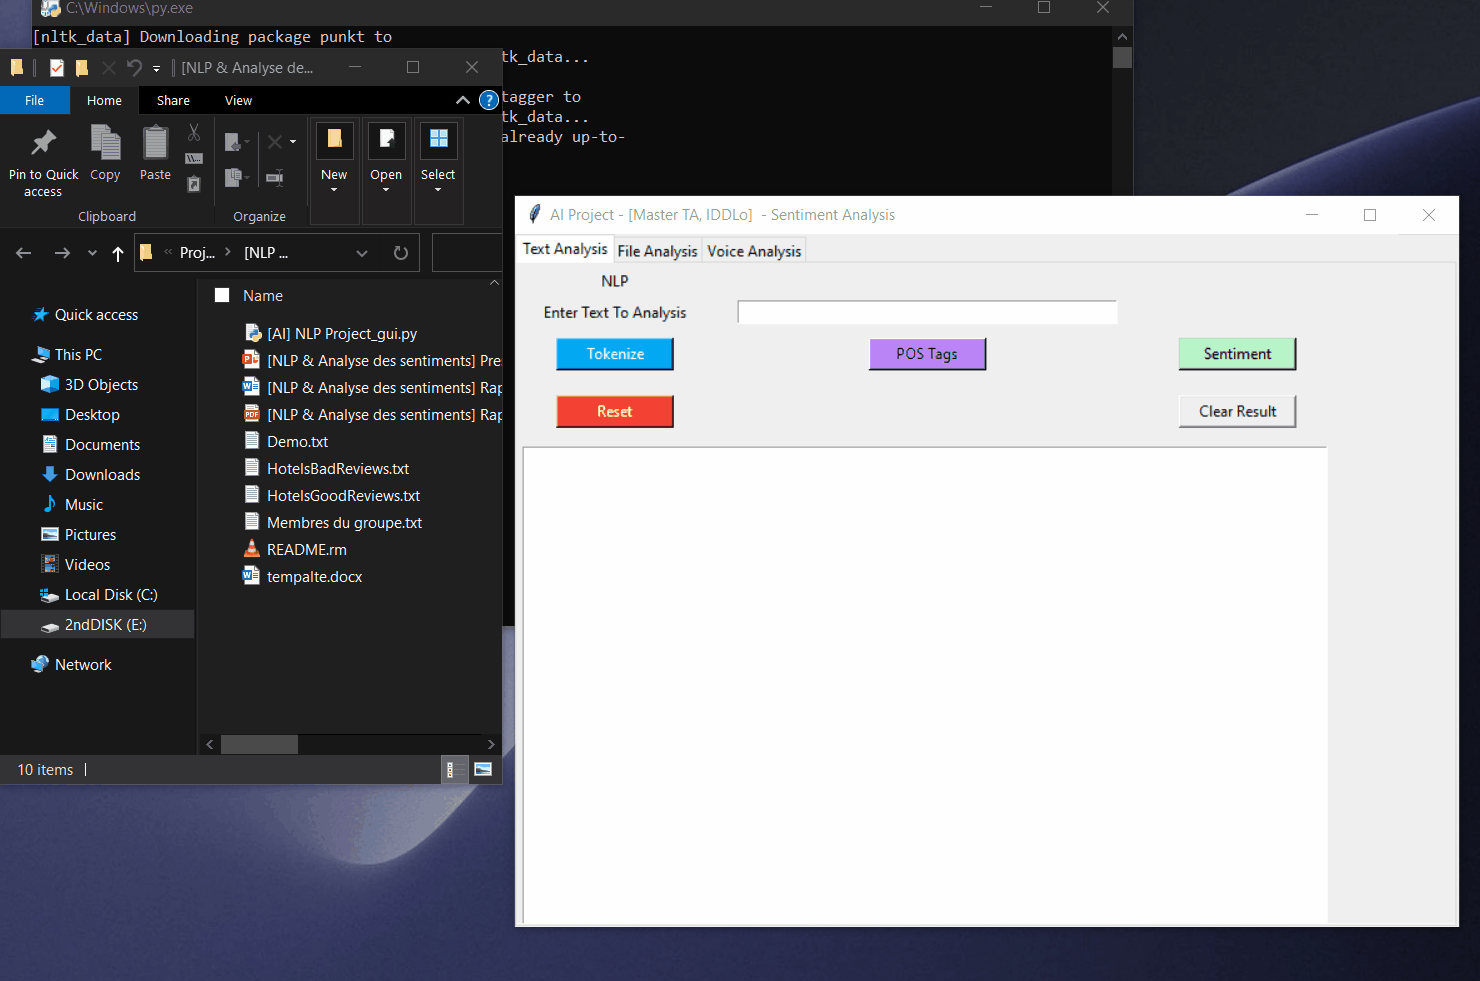 C:\Windows\py.exe
[nltk_data] Downloading package punkt to
tk_data...
tagger to
tk_data...
already up-to-
[NLP & Analyse de...
File Home Share View
Pin to Quick access
Copy
Paste
\\...
New
Open
Select
Clipboard
Organize
« Proj... > [NLP ...
Name
Quick access
This PC
3D Objects
Desktop
Documents
Downloads
Music
Pictures
Videos
Local Disk (C:)
2ndDISK (E:)
Network
[AI] NLP Project_gui.py
[NLP & Analyse des sentiments] Pres
[NLP & Analyse des sentiments] Rap
[NLP & Analyse des sentiments] Rap
Demo.txt
HotelsBadReviews.txt
HotelsGoodReviews.txt
Membres du groupe.txt
README.rm
tempalte.docx
10 items
AI Project - [Master TA, IDDLo]  - Sentiment Analysis
Text Analysis File Analysis Voice Analysis
NLP
Enter Text To Analysis
Tokenize POS Tags Sentiment
Reset Clear Result